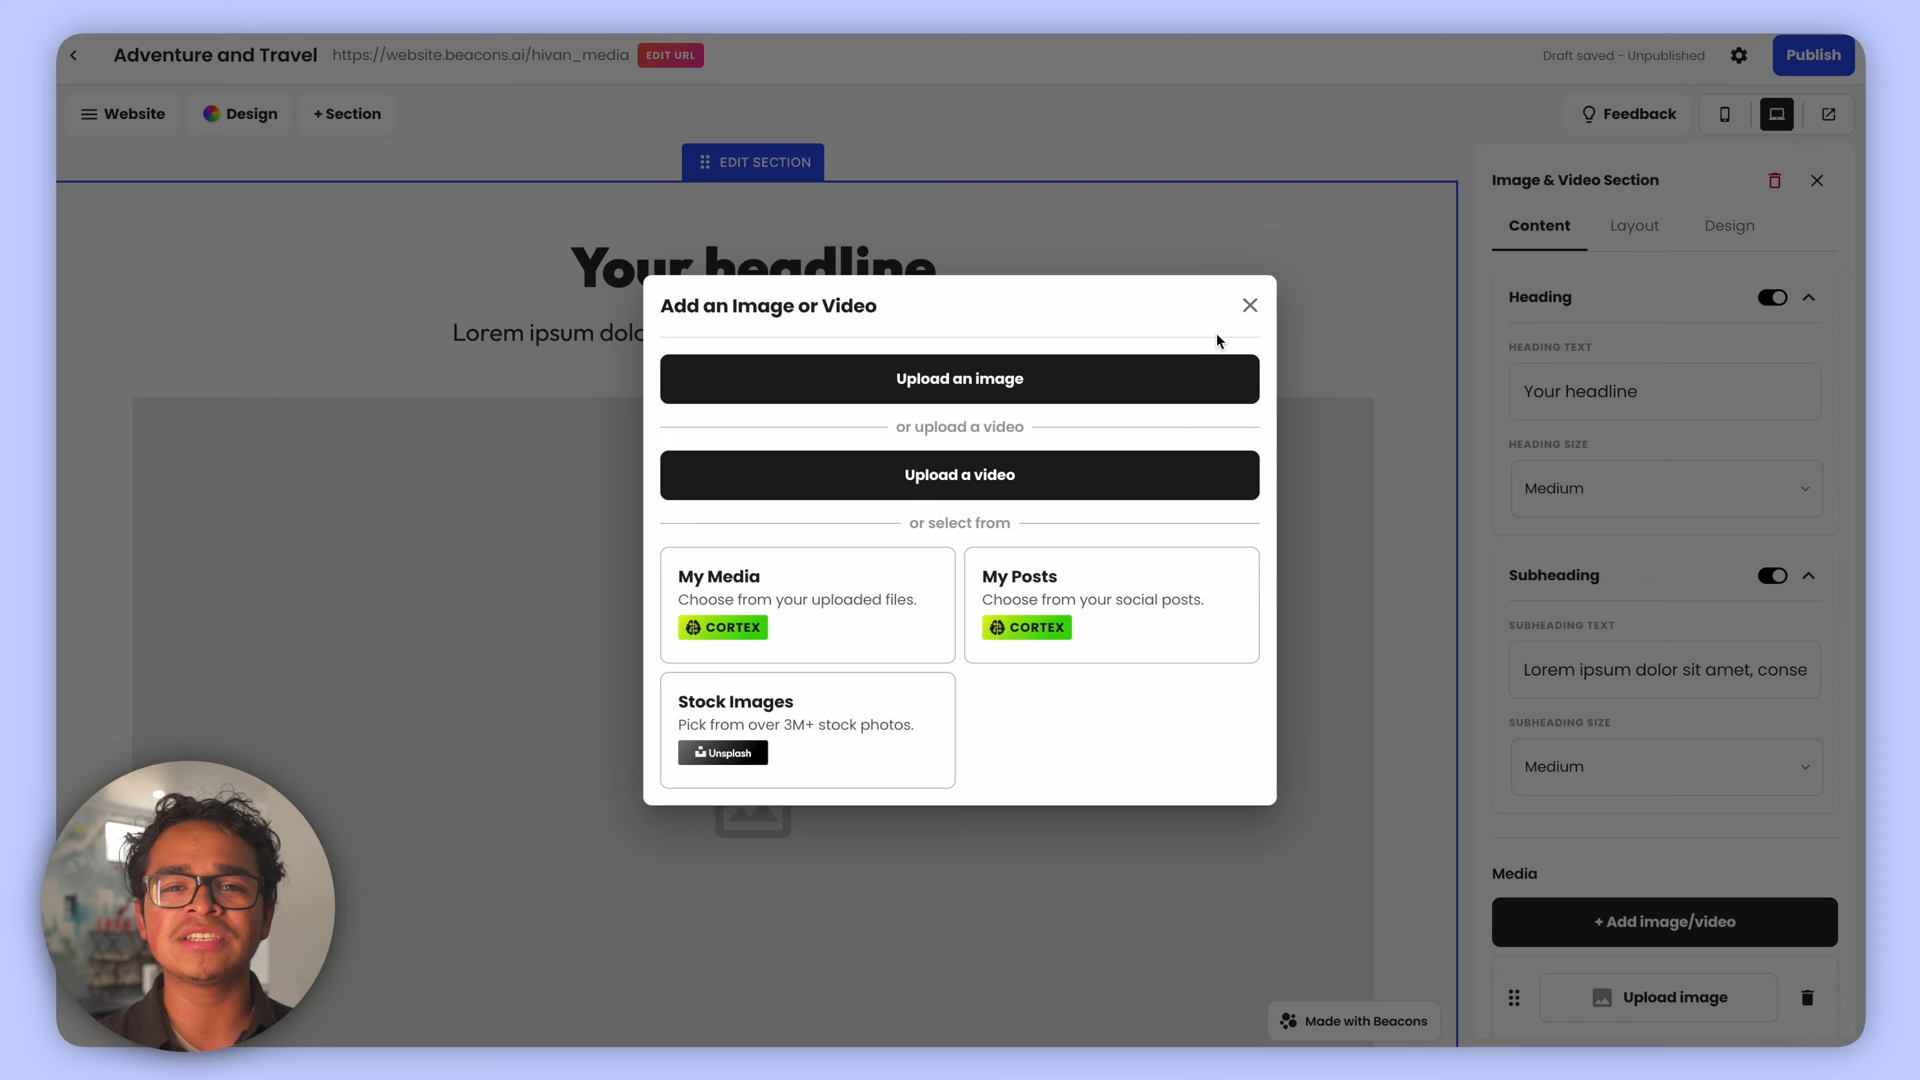 Adventure and Travel https://website.beacons.ai/hivan_media EDIT URL
Draft saved - Unpublished Publish
Website Design + Section
Feedback
EDIT SECTION
Your headline
Lorem ipsum dolo
Add an Image or Video
Upload an image
or upload a video
Upload a video
or select from
My Media
Choose from your uploaded files.
CORTEX
My Posts
Choose from your social posts.
CORTEX
Stock Images
Pick from over 3M+ stock photos.
Unsplash
Made with Beacons
Image & Video Section
Content Layout Design
Heading
HEADING TEXT
Your headline
HEADING SIZE
Medium
Subheading
SUBHEADING TEXT
Lorem ipsum dolor sit amet, conse
SUBHEADING SIZE
Medium
Media
+ Add image/video
Upload image